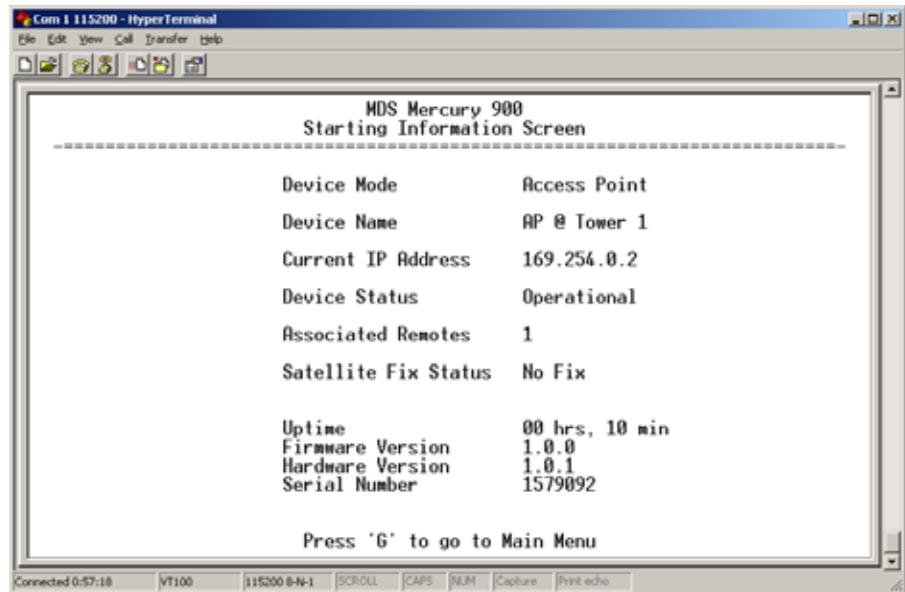 Com 1 115200 - HyperTerminal
File Edit View Call Transfer Help
MDS Mercury 900
Starting Information Screen
Device Mode Access Point
Device Name AP @ Tower 1
Current IP Address 169.254.0.2
Device Status Operational
Associated Remotes 1
Satellite Fix Status No Fix
Uptime 00 hrs, 10 min
Firmware Version 1.0.0
Hardware Version 1.0.1
Serial Number 1579092
Press 'G' to go to Main Menu
Connected 0:57:18 VT100 115200 8-N-1 SCROLL CAPS NUM Capture Print echo